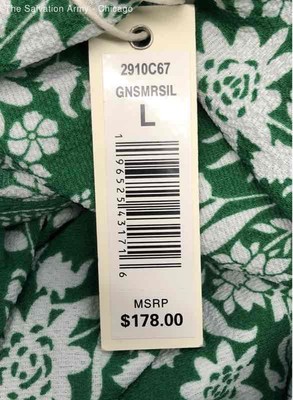 The Salvation Army - Chicago
2910C67
GNSMRSIL
L
1 96525 43171 6
MSRP
$178.00